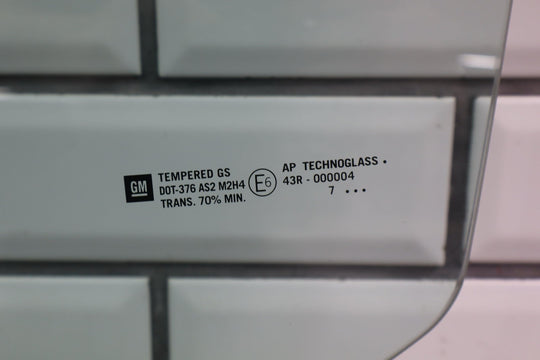 GM
TEMPERED GS
DOT-376 AS2 M2H4
TRANS. 70% MIN.
E6
AP TECHNOGLASS •
43R - 000004
7 •••